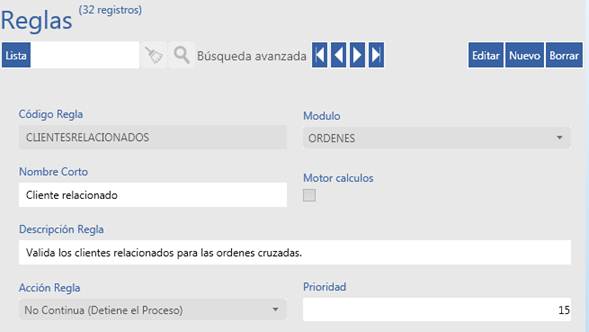 Reglas (32 registros)
Lista Búsqueda avanzada Editar Nuevo Borrar
Código Regla Modulo
CLIENTESRELACIONADOS ORDENES
Nombre Corto Motor calculos
Cliente relacionado
Descripción Regla
Valida los clientes relacionados para las ordenes cruzadas.
Acción Regla Prioridad
No Continua (Detiene el Proceso) 15